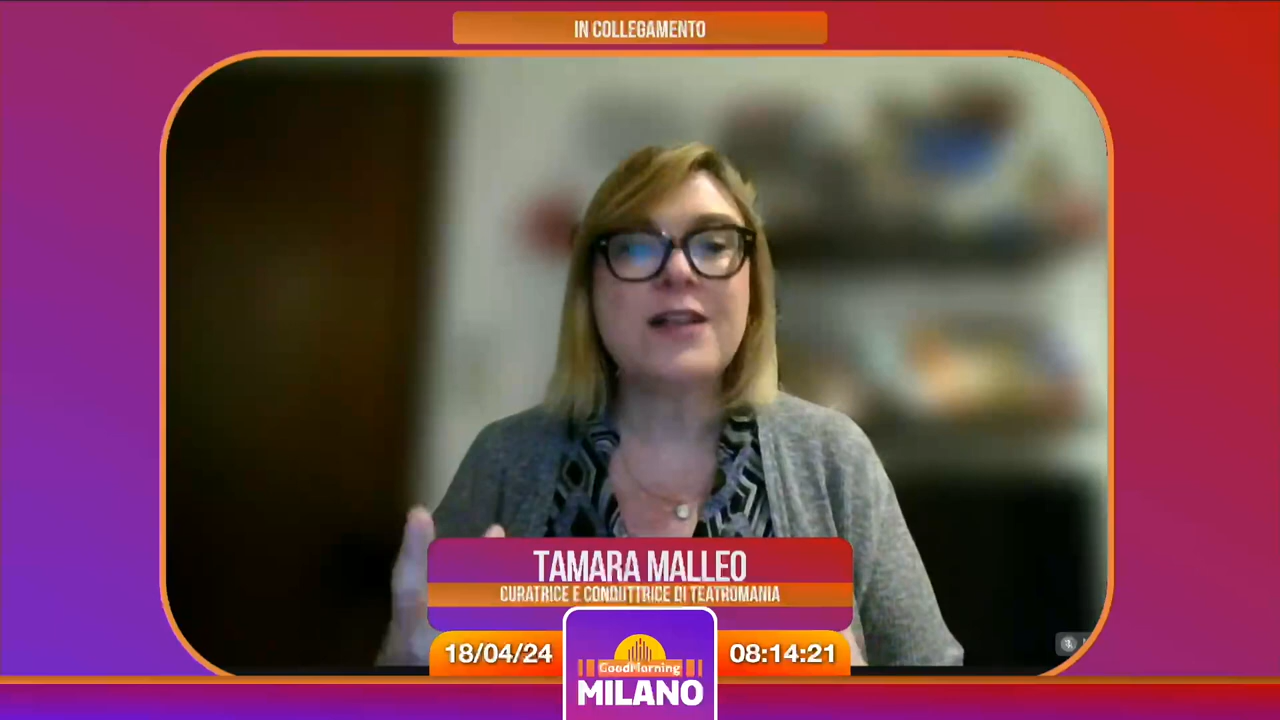 IN COLLEGAMENTO
TAMARA MALLEO
CURATRICE E CONDUTTRICE DI TEATROMANIA
18/04/24
08:14:21
GoodMorning
MILANO